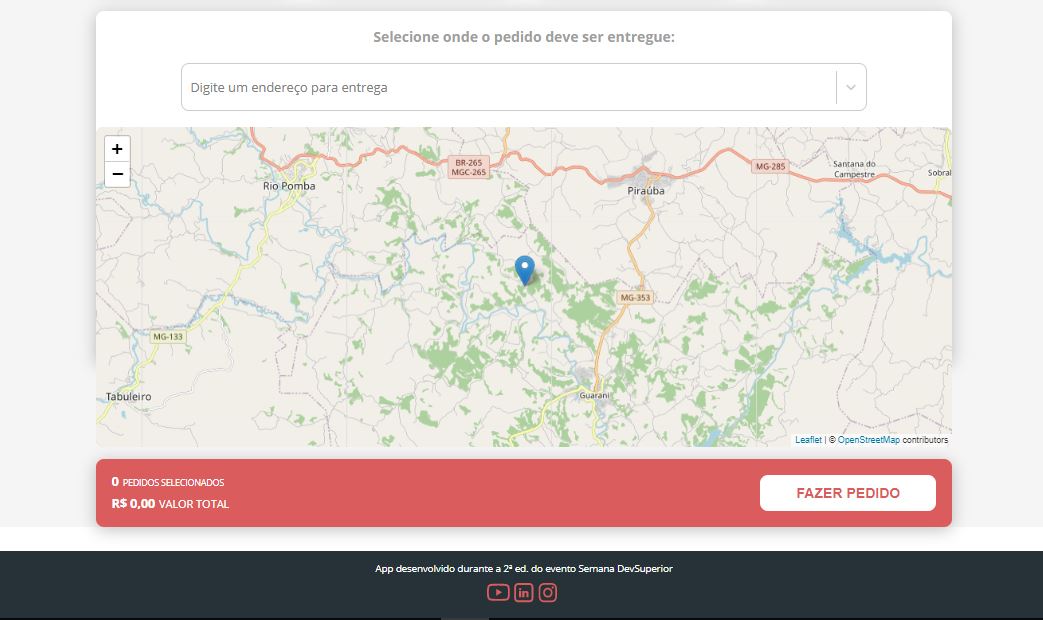 Selecione onde o pedido deve ser entregue:
Digite um endereço para entrega
+
−
BR-265
MGC-265
MG-285
Santana do
Campestre
Sobral
Rio Pomba
Piraúba
MG-353
MG-133
Tabuleiro
Guarani
Leaflet | © OpenStreetMap contributors
0 PEDIDOS SELECIONADOS
R$ 0,00 VALOR TOTAL
FAZER PEDIDO
App desenvolvido durante a 2ª ed. do evento Semana DevSuperior
in